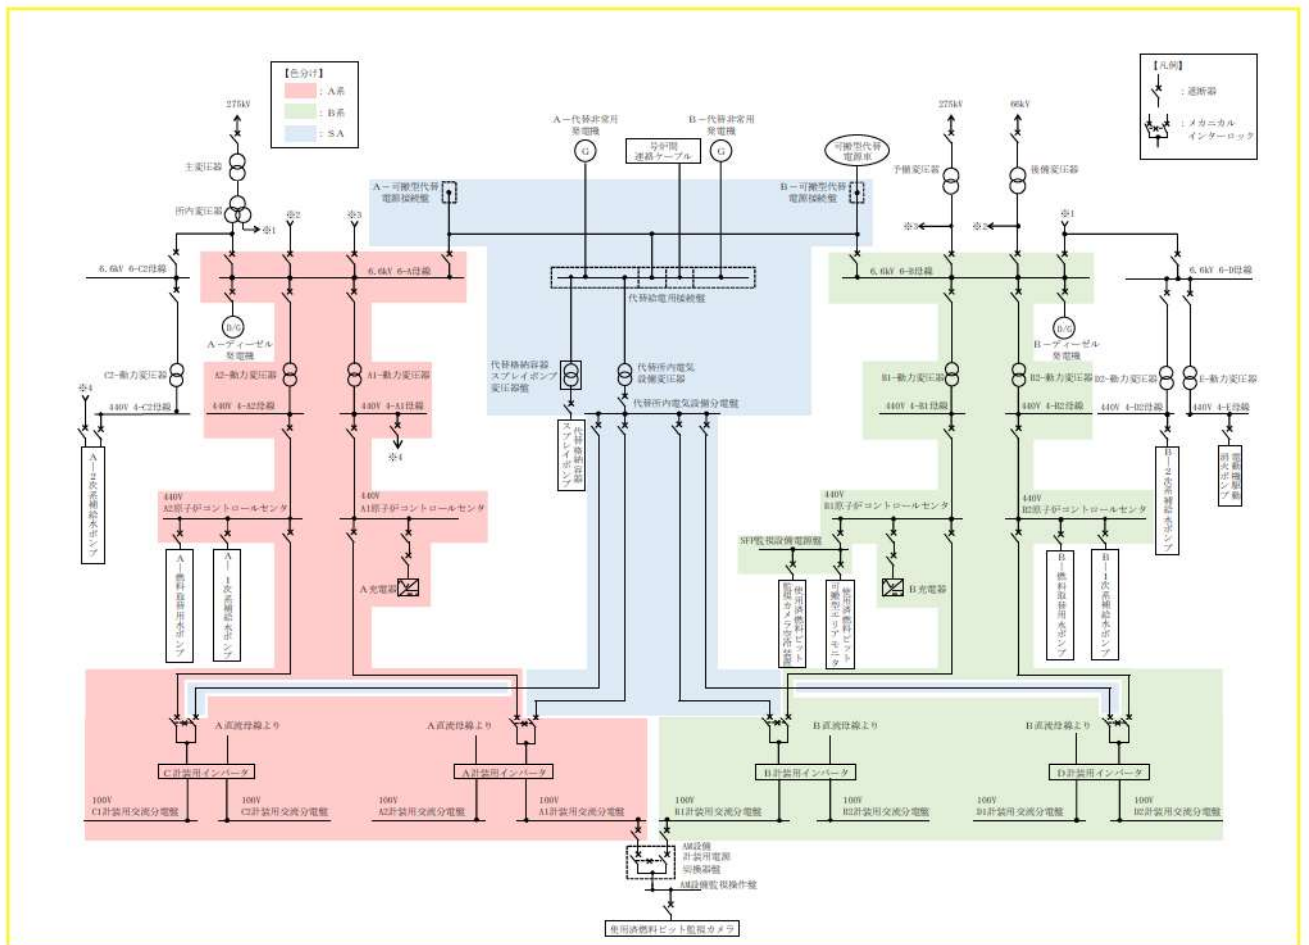 【色分け】
：A系
：B系
：SA
【凡例】
：遮断器
：メカニカル
インターロック
275kV
主変圧器
所内変圧器
※1
※2
※3
A－代替非常用
発電機
G
号炉間
連絡ケーブル
B－代替非常用
発電機
G
可搬型代替
電源車
275kV
予備変圧器
66kV
後備変圧器
※3
※2
※1
A－可搬型代替
電源接続盤
B－可搬型代替
電源接続盤
6.6kV 6-C2母線
6.6kV 6-A母線
代替給電用接続盤
6.6kV 6-B母線
6.6kV 6-D母線
D/G
A－ディーゼル
発電機
D/G
B－ディーゼル
発電機
C2-動力変圧器
A2-動力変圧器
A1-動力変圧器
代替格納容器
スプレイポンプ
変圧器盤
代替所内電気
設備変圧器
B1-動力変圧器
B2-動力変圧器
D2-動力変圧器
E-動力変圧器
※4
440V 4-C2母線
440V 4-A2母線
440V 4-A1母線
※4
代替所内電気設備分電盤
440V 4-B1母線
440V 4-B2母線
440V 4-D2母線
440V 4-E母線
A－2次系補給水ポンプ
代替格納容器
スプレイポンプ
B－2次系補給水ポンプ
電動機駆動
消火ポンプ
440V
A2原子炉コントロールセンタ
440V
A1原子炉コントロールセンタ
440V
B1原子炉コントロールセンタ
440V
B2原子炉コントロールセンタ
SFP監視設備電源盤
A－燃料取替用水ポンプ
A－1次系補給水ポンプ
A充電器
使用済燃料ピット
監視カメラ空冷装置
使用済燃料ピット
可搬型エリアモニタ
B充電器
B－燃料取替用水ポンプ
B－1次系補給水ポンプ
A直流母線より
A直流母線より
B直流母線より
B直流母線より
C計装用インバータ
A計装用インバータ
B計装用インバータ
D計装用インバータ
100V
C1計装用交流分電盤
100V
C2計装用交流分電盤
100V
A2計装用交流分電盤
100V
A1計装用交流分電盤
100V
B1計装用交流分電盤
100V
B2計装用交流分電盤
100V
D1計装用交流分電盤
100V
D2計装用交流分電盤
AM設備
計装用電源
切換器盤
AM設備監視操作盤
使用済燃料ピット監視カメラ